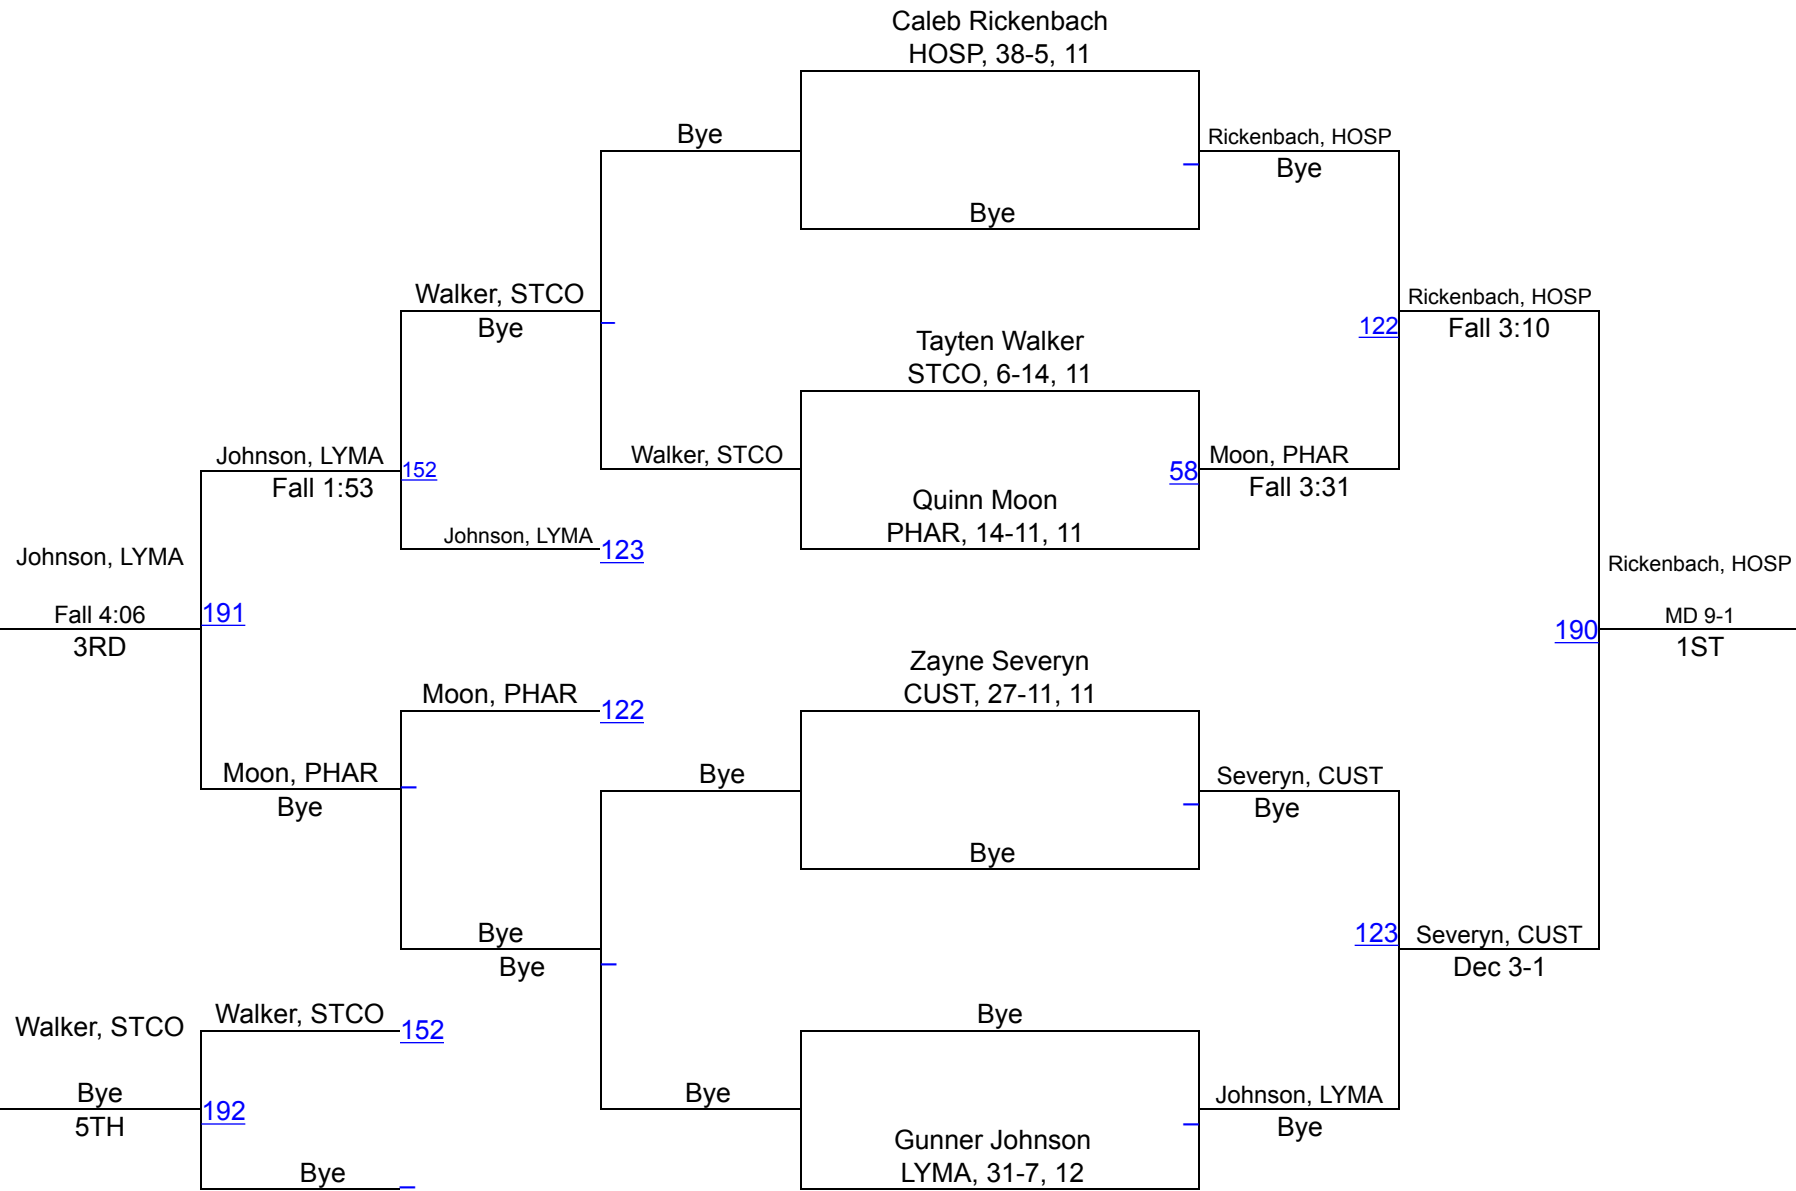 Caleb Rickenbach
HOSP, 38-5, 11
Bye
Rickenbach, HOSP
Bye
Bye
Walker, STCO
Bye
Rickenbach, HOSP
122
Fall 3:10
Tayten Walker
STCO, 6-14, 11
Johnson, LYMA
152
Fall 1:53
Walker, STCO
58
Moon, PHAR
Fall 3:31
Quinn Moon
PHAR, 14-11, 11
Johnson, LYMA
123
Johnson, LYMA
Rickenbach, HOSP
Fall 4:06
191
3RD
190
MD 9-1
1ST
Zayne Severyn
CUST, 27-11, 11
Moon, PHAR
122
Moon, PHAR
Bye
Bye
Severyn, CUST
Bye
Bye
Bye
Bye
123
Severyn, CUST
Dec 3-1
Walker, STCO
Walker, STCO
152
Bye
Bye
192
5TH
Bye
Johnson, LYMA
Bye
Gunner Johnson
LYMA, 31-7, 12
Bye